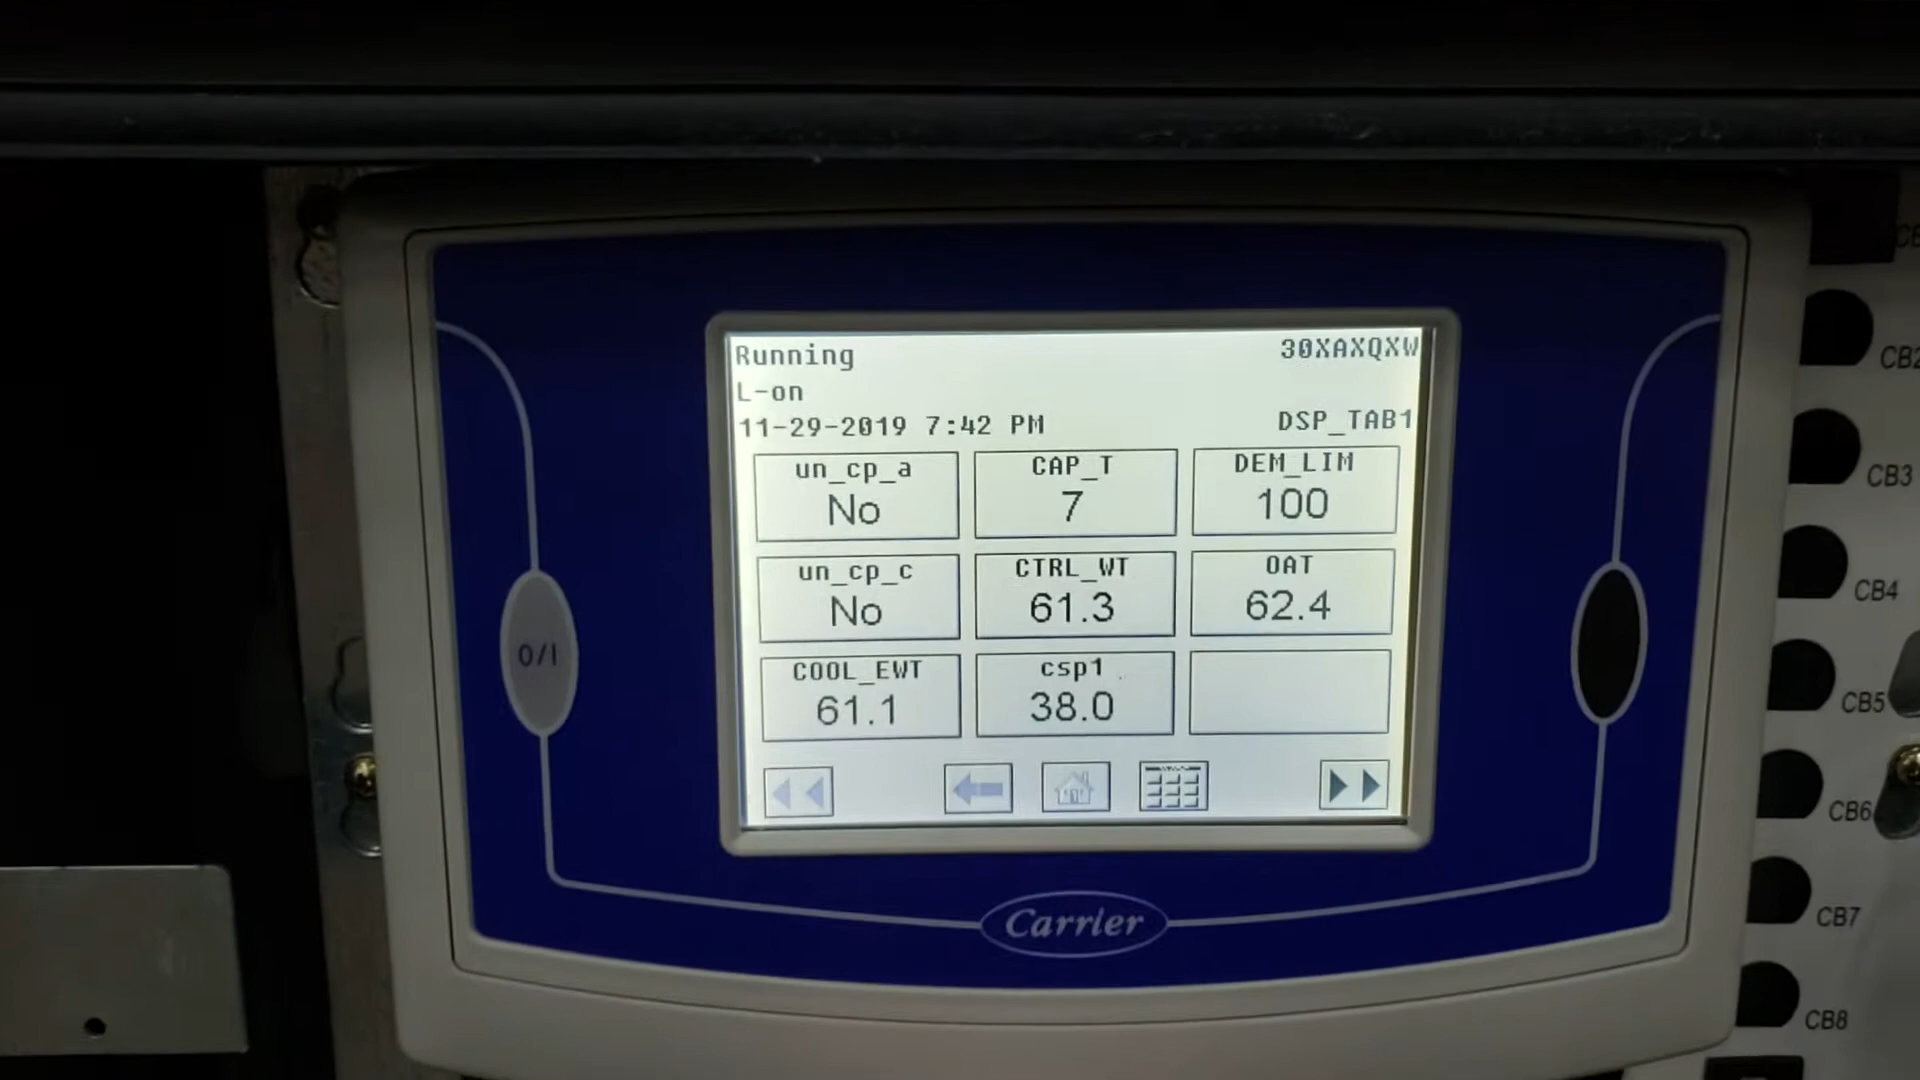 Running
30XAXQXW
L-on
11-29-2019 7:42 PM
DSP_TAB1
un_cp_a
No
CAP_T
7
DEM_LIM
100
un_cp_c
No
CTRL_WT
61.3
OAT
62.4
COOL_EWT
61.1
csp1
38.0
O/I
Carrier
CB2
CB3
CB4
CB5
CB6
CB7
CB8